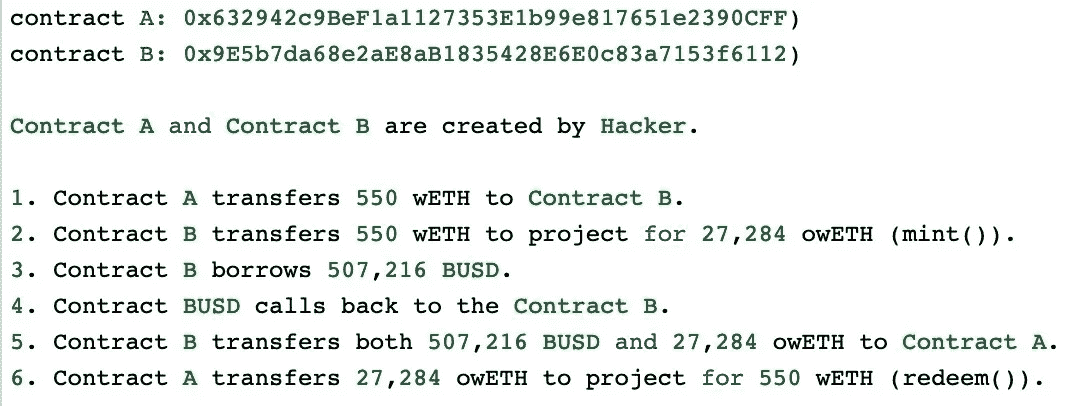 contract A: 0x632942c9BeF1a1127353E1b99e817651e2390CFF)
contract B: 0x9E5b7da68e2aE8aB1835428E6E0c83a7153f6112)
Contract A and Contract B are created by Hacker.
1. Contract A transfers 550 wETH to Contract B.
2. Contract B transfers 550 wETH to project for 27,284 owETH (mint()).
3. Contract B borrows 507,216 BUSD.
4. Contract BUSD calls back to the Contract B.
5. Contract B transfers both 507,216 BUSD and 27,284 owETH to Contract A.
6. Contract A transfers 27,284 owETH to project for 550 wETH (redeem()).